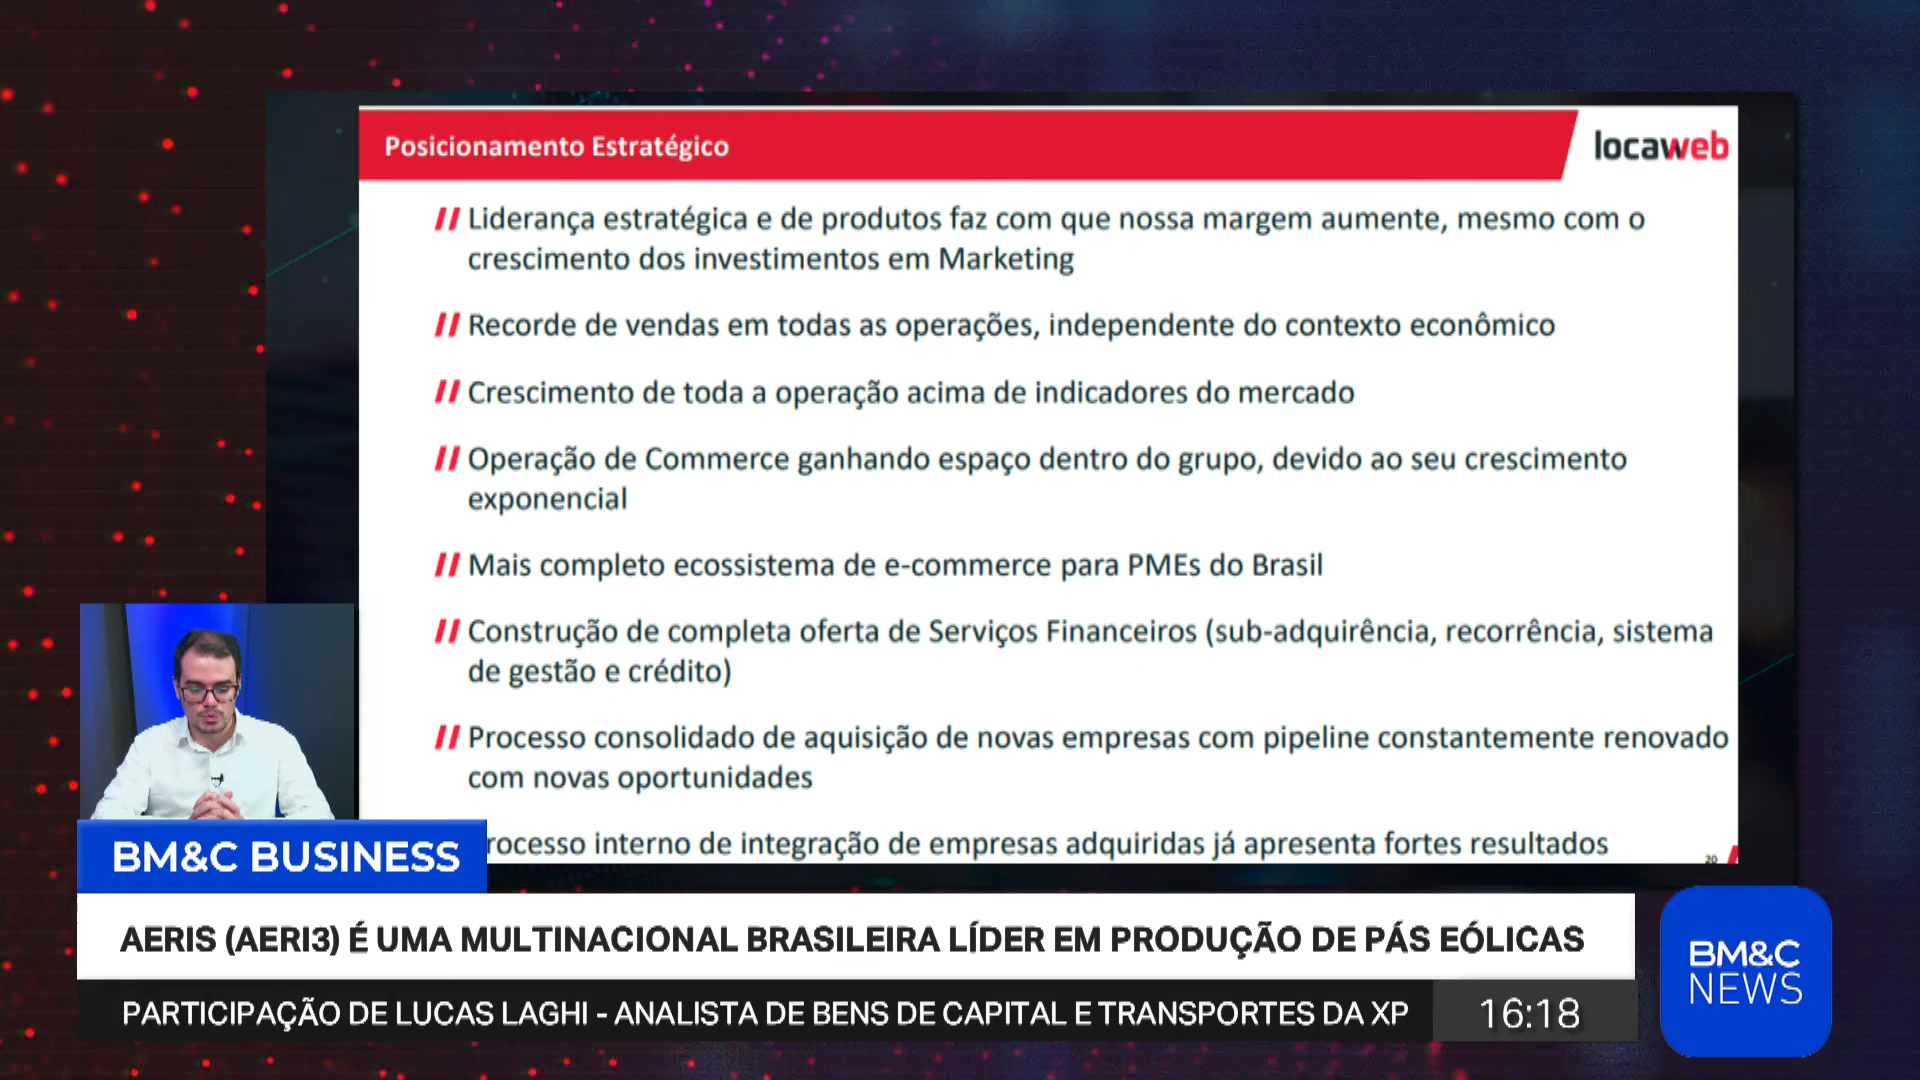 Posicionamento Estratégico
locaweb
// Liderança estratégica e de produtos faz com que nossa margem aumente, mesmo com o
crescimento dos investimentos em Marketing
// Recorde de vendas em todas as operações, independente do contexto econômico
// Crescimento de toda a operação acima de indicadores do mercado
// Operação de Commerce ganhando espaço dentro do grupo, devido ao seu crescimento
exponencial
// Mais completo ecossistema de e-commerce para PMEs do Brasil
// Construção de completa oferta de Serviços Financeiros (sub-adquirência, recorrência, sistema
de gestão e crédito)
// Processo consolidado de aquisição de novas empresas com pipeline constantemente renovado
com novas oportunidades
rocesso interno de integração de empresas adquiridas já apresenta fortes resultados
20
BM&C BUSINESS
AERIS (AERI3) É UMA MULTINACIONAL BRASILEIRA LÍDER EM PRODUÇÃO DE PÁS EÓLICAS
PARTICIPAÇÃO DE LUCAS LAGHI - ANALISTA DE BENS DE CAPITAL E TRANSPORTES DA XP
16:18
BM&C
NEWS